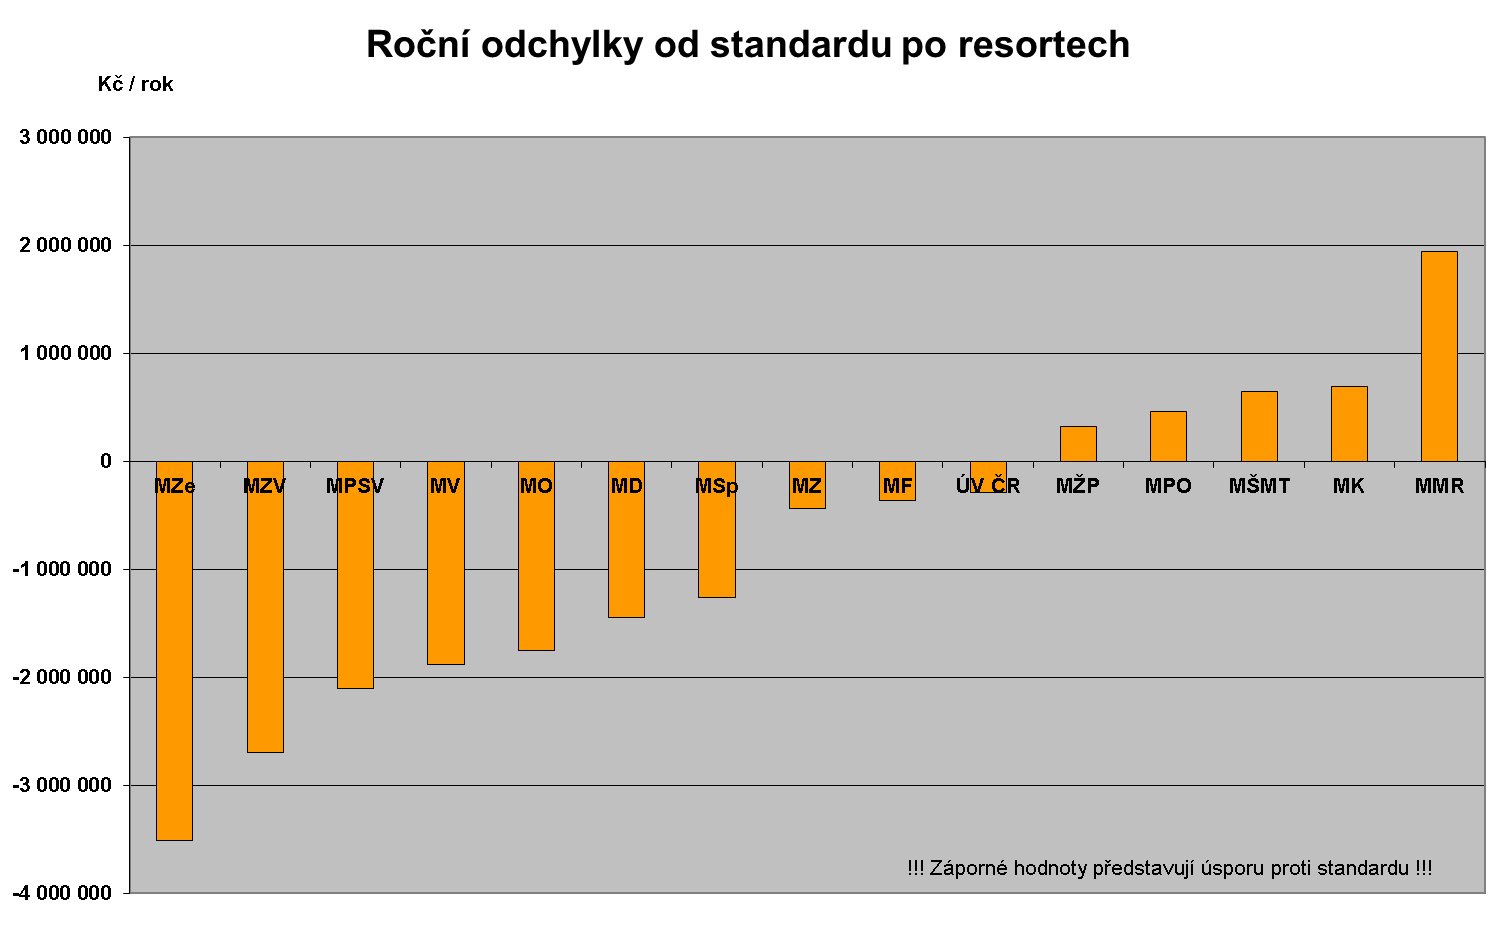 Roční odchylky od standardu po resortech
Kč / rok
3 000 000
2 000 000
1 000 000
0
MZe MZV MPSV MV MO MD MSp MZ MF ÚV ČR MŽP MPO MŠMT MK MMR
-1 000 000
-2 000 000
-3 000 000
!!! Záporné hodnoty představují úsporu proti standardu !!!
-4 000 000